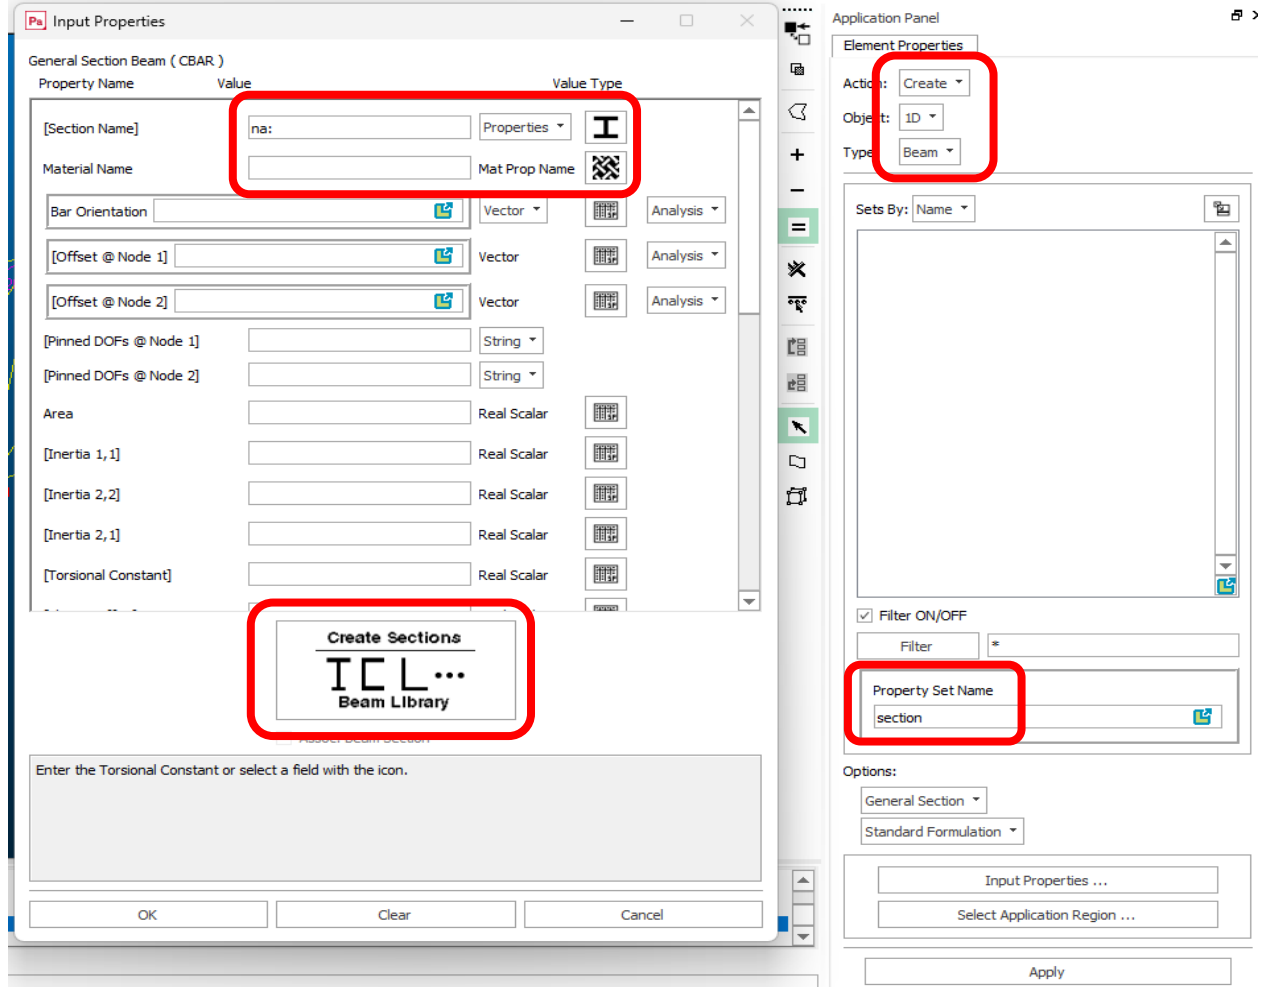 Pa Input Properties
General Section Beam ( CBAR )
Property Name Value Value Type
[Section Name] na: Properties
Material Name Mat Prop Name
Bar Orientation Vector Analysis
[Offset @ Node 1] Vector Analysis
[Offset @ Node 2] Vector Analysis
[Pinned DOFs @ Node 1] String
[Pinned DOFs @ Node 2] String
Area Real Scalar
[Inertia 1,1] Real Scalar
[Inertia 2,2] Real Scalar
[Inertia 2,1] Real Scalar
[Torsional Constant] Real Scalar
Create Sections
Beam Library
Enter the Torsional Constant or select a field with the icon.
OK Clear Cancel
Application Panel
Element Properties
Action: Create
Object: 1D
Type Beam
Sets By: Name
Filter ON/OFF
Filter *
Property Set Name
section
Options:
General Section
Standard Formulation
Input Properties ...
Select Application Region ...
Apply